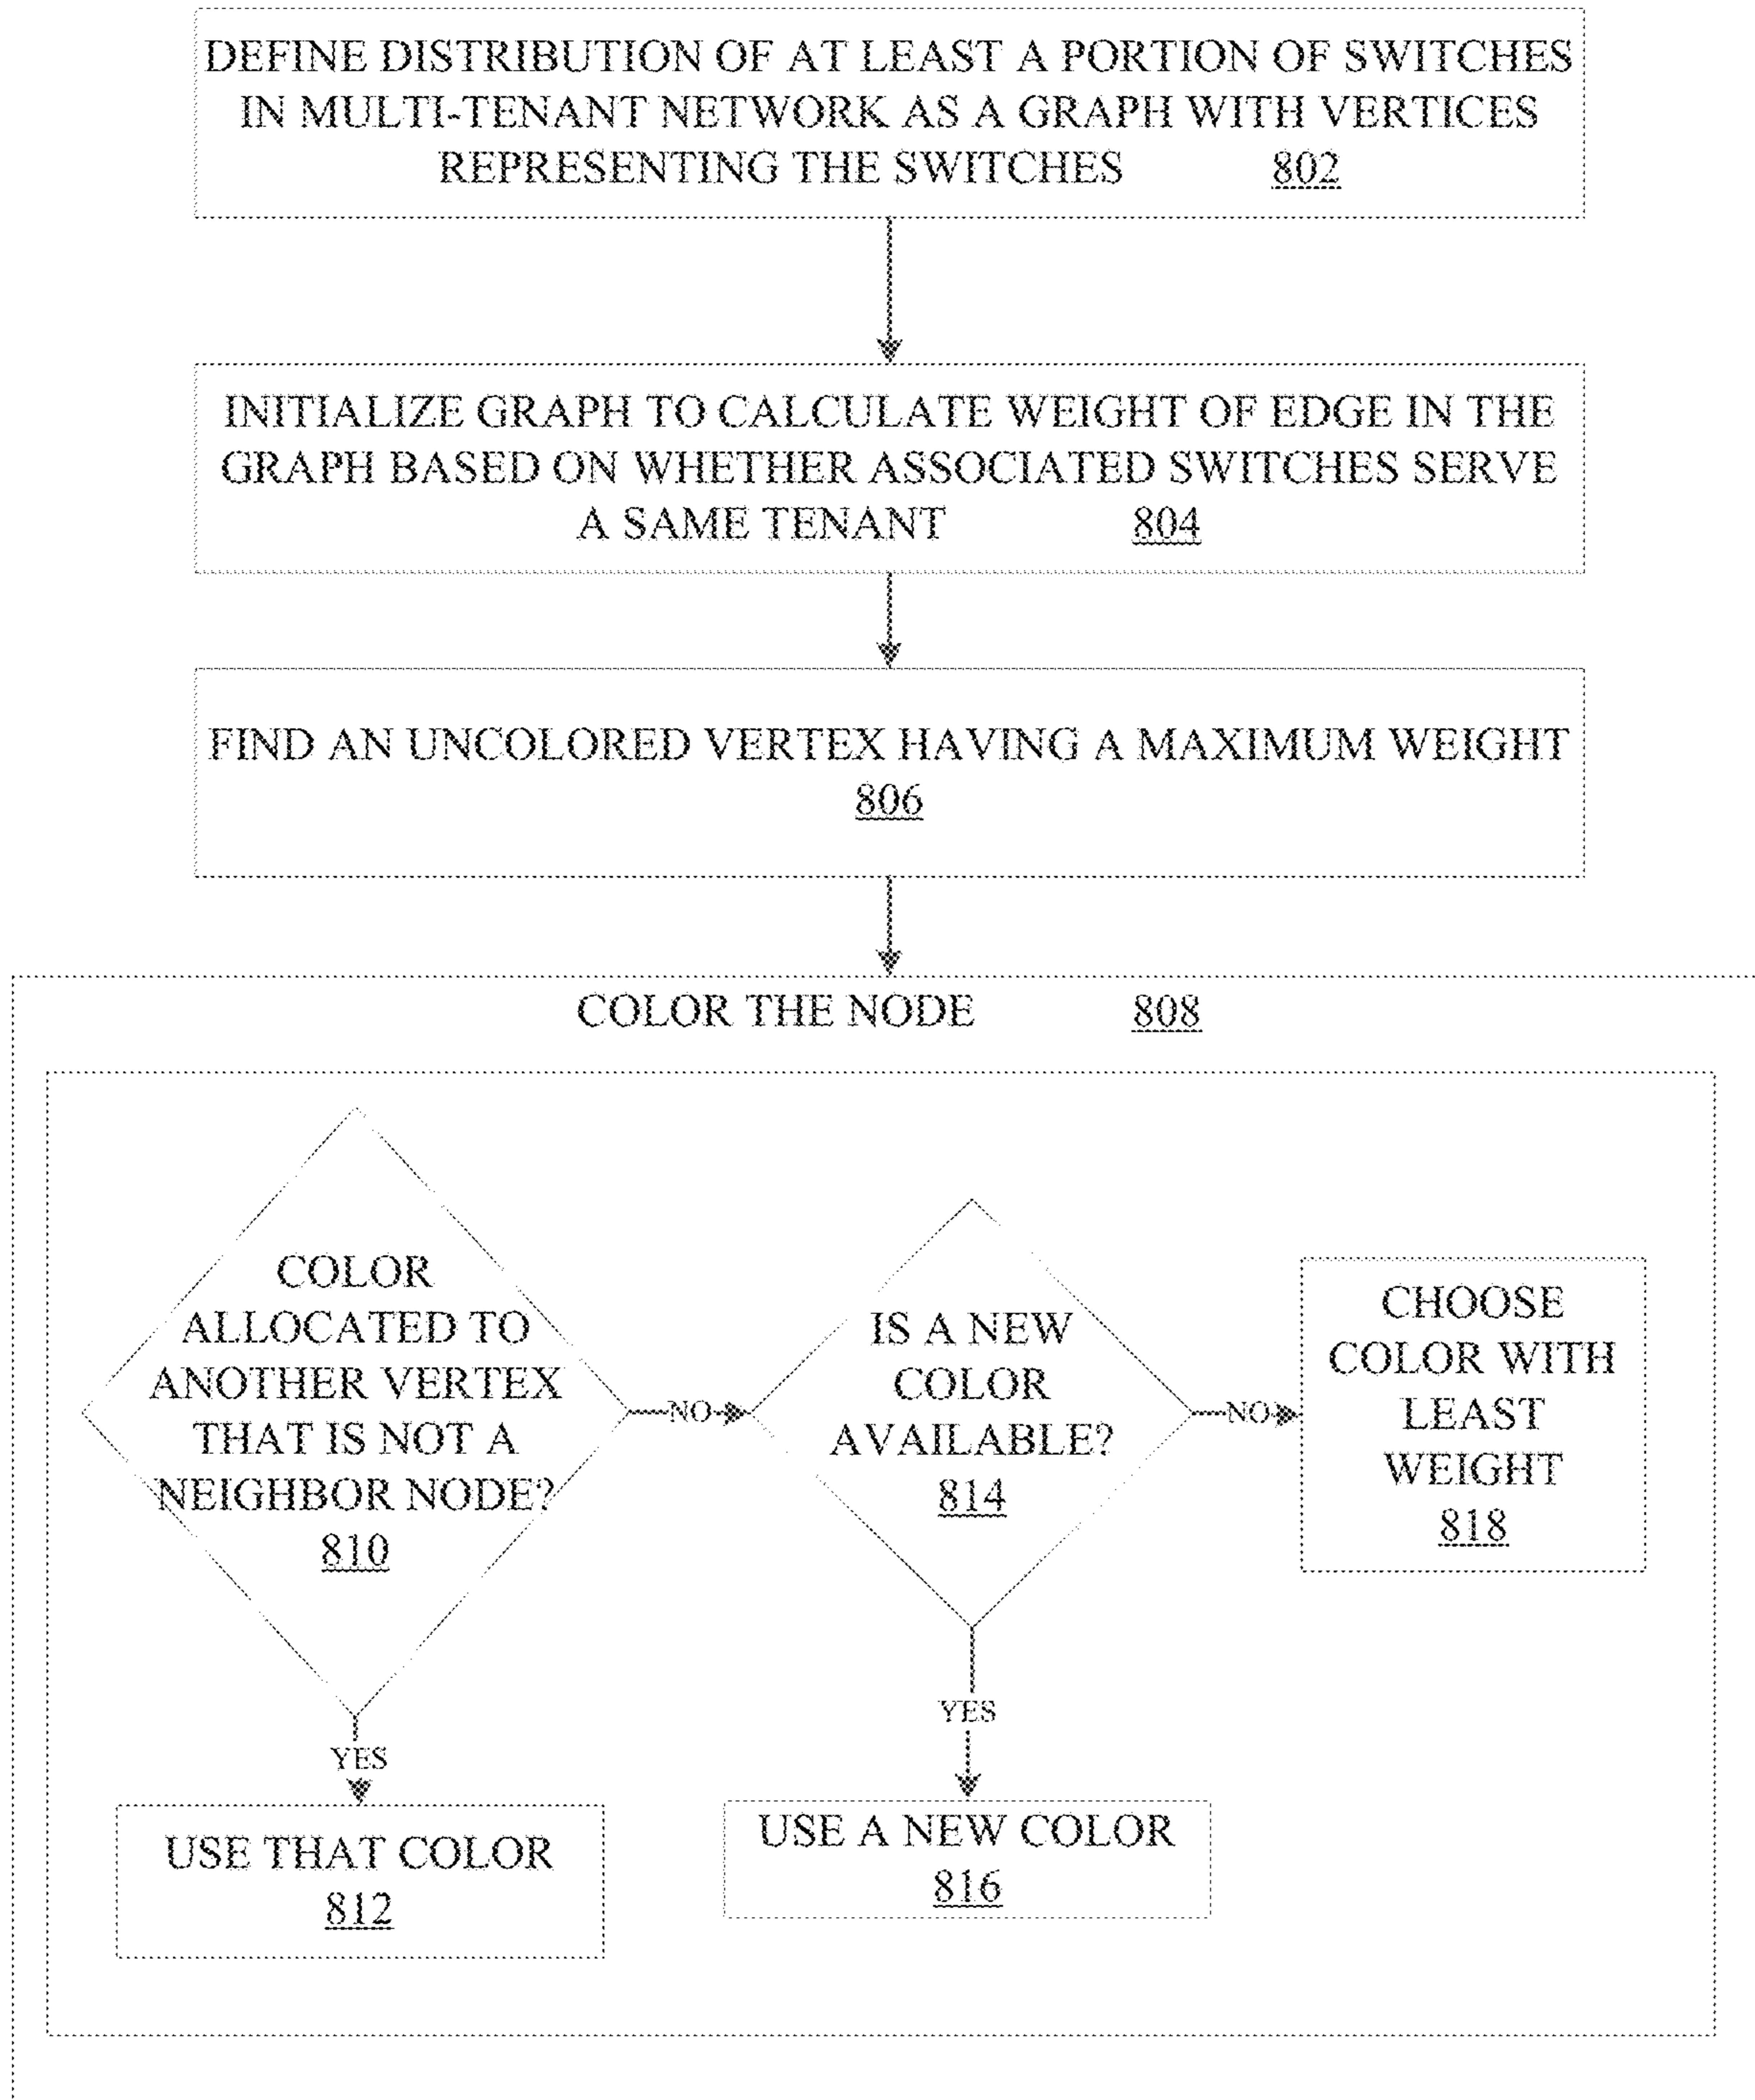 DEFINE DISTRIBUTION OF AT LEAST A PORTION OF SWITCHES
IN MULTI-TENANT NETWORK AS A GRAPH WITH VERTICES
REPRESENTING THE SWITCHES 802
INITIALIZE GRAPH TO CALCULATE WEIGHT OF EDGE IN THE
GRAPH BASED ON WHETHER ASSOCIATED SWITCHES SERVE
A SAME TENANT 804
FIND AN UNCOLORED VERTEX HAVING A MAXIMUM WEIGHT
806
COLOR THE NODE 808
COLOR
ALLOCATED TO
ANOTHER VERTEX
THAT IS NOT A
NEIGHBOR NODE?
810
NO
IS A NEW
COLOR
AVAILABLE?
814
NO
CHOOSE
COLOR WITH
LEAST
WEIGHT
818
YES
USE THAT COLOR
812
YES
USE A NEW COLOR
816